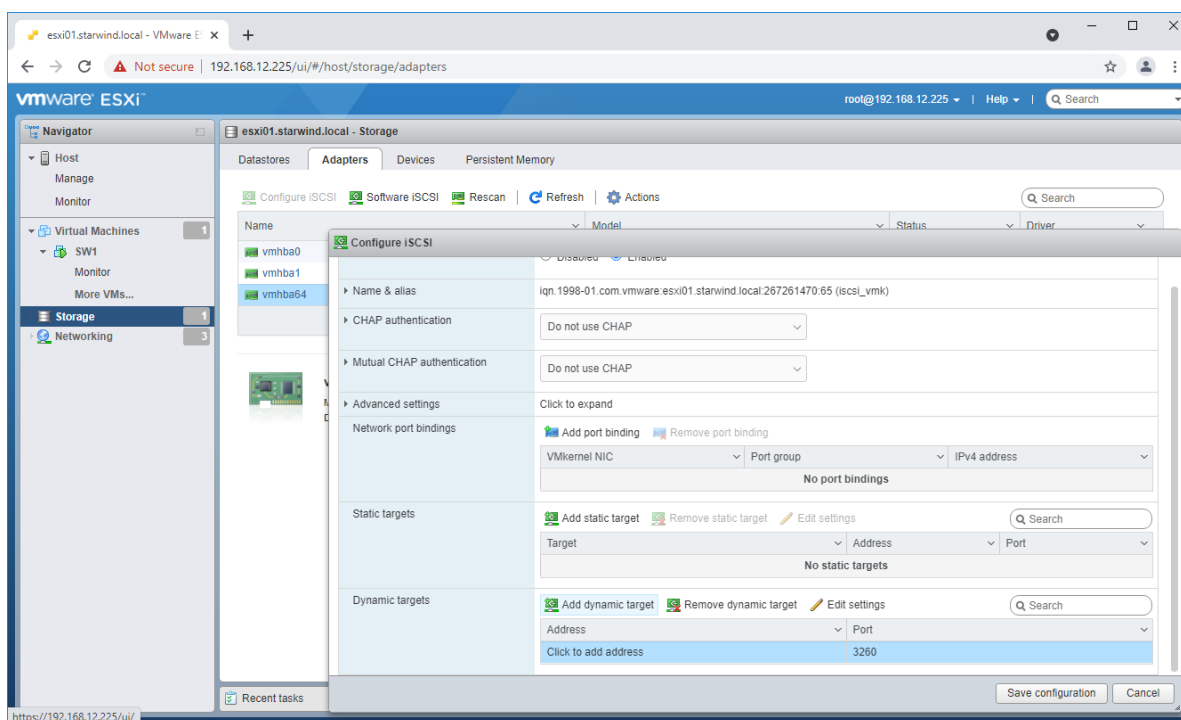 esxi01.starwind.local - VMware E
Not secure | 192.168.12.225/ui/#/host/storage/adapters
vmware ESXi™
root@192.168.12.225 | Help | Search
Navigator
esxi01.starwind.local - Storage
Host
Manage
Monitor
Virtual Machines 1
SW1
Monitor
More VMs...
Storage 1
Networking 3
Datastores Adapters Devices Persistent Memory
Configure iSCSI Software iSCSI Rescan | Refresh | Actions Search
Name Model Status Driver
vmhba0
vmhba1
vmhba64
Configure iSCSI
Disabled Enabled
Name & alias iqn.1998-01.com.vmware:esxi01.starwind.local:267261470:65 (iscsi_vmk)
CHAP authentication Do not use CHAP
Mutual CHAP authentication Do not use CHAP
Advanced settings Click to expand
Network port bindings Add port binding Remove port binding
VMkernel NIC Port group IPv4 address
No port bindings
Static targets Add static target Remove static target Edit settings Search
Target Address Port
No static targets
Dynamic targets Add dynamic target Remove dynamic target Edit settings Search
Address Port
Click to add address 3260
Save configuration Cancel
Recent tasks
https://192.168.12.225/ui/